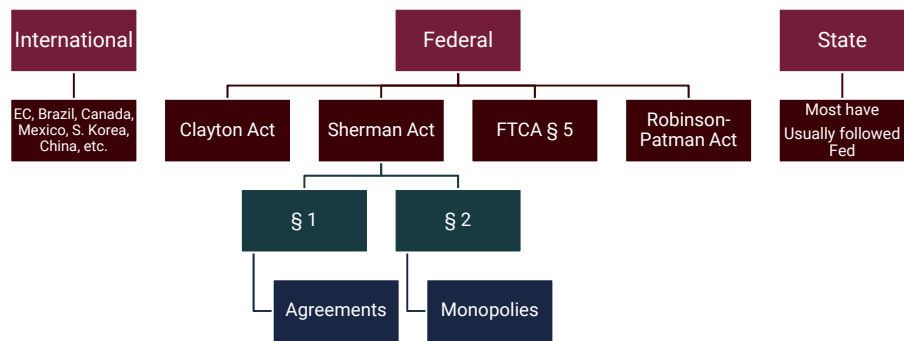 International
Federal
State
EC, Brazil, Canada,
Mexico, S. Korea,
China, etc.
Clayton Act
Sherman Act
FTCA § 5
Robinson-
Patman Act
Most have
Usually followed
Fed
§ 1
§ 2
Agreements
Monopolies